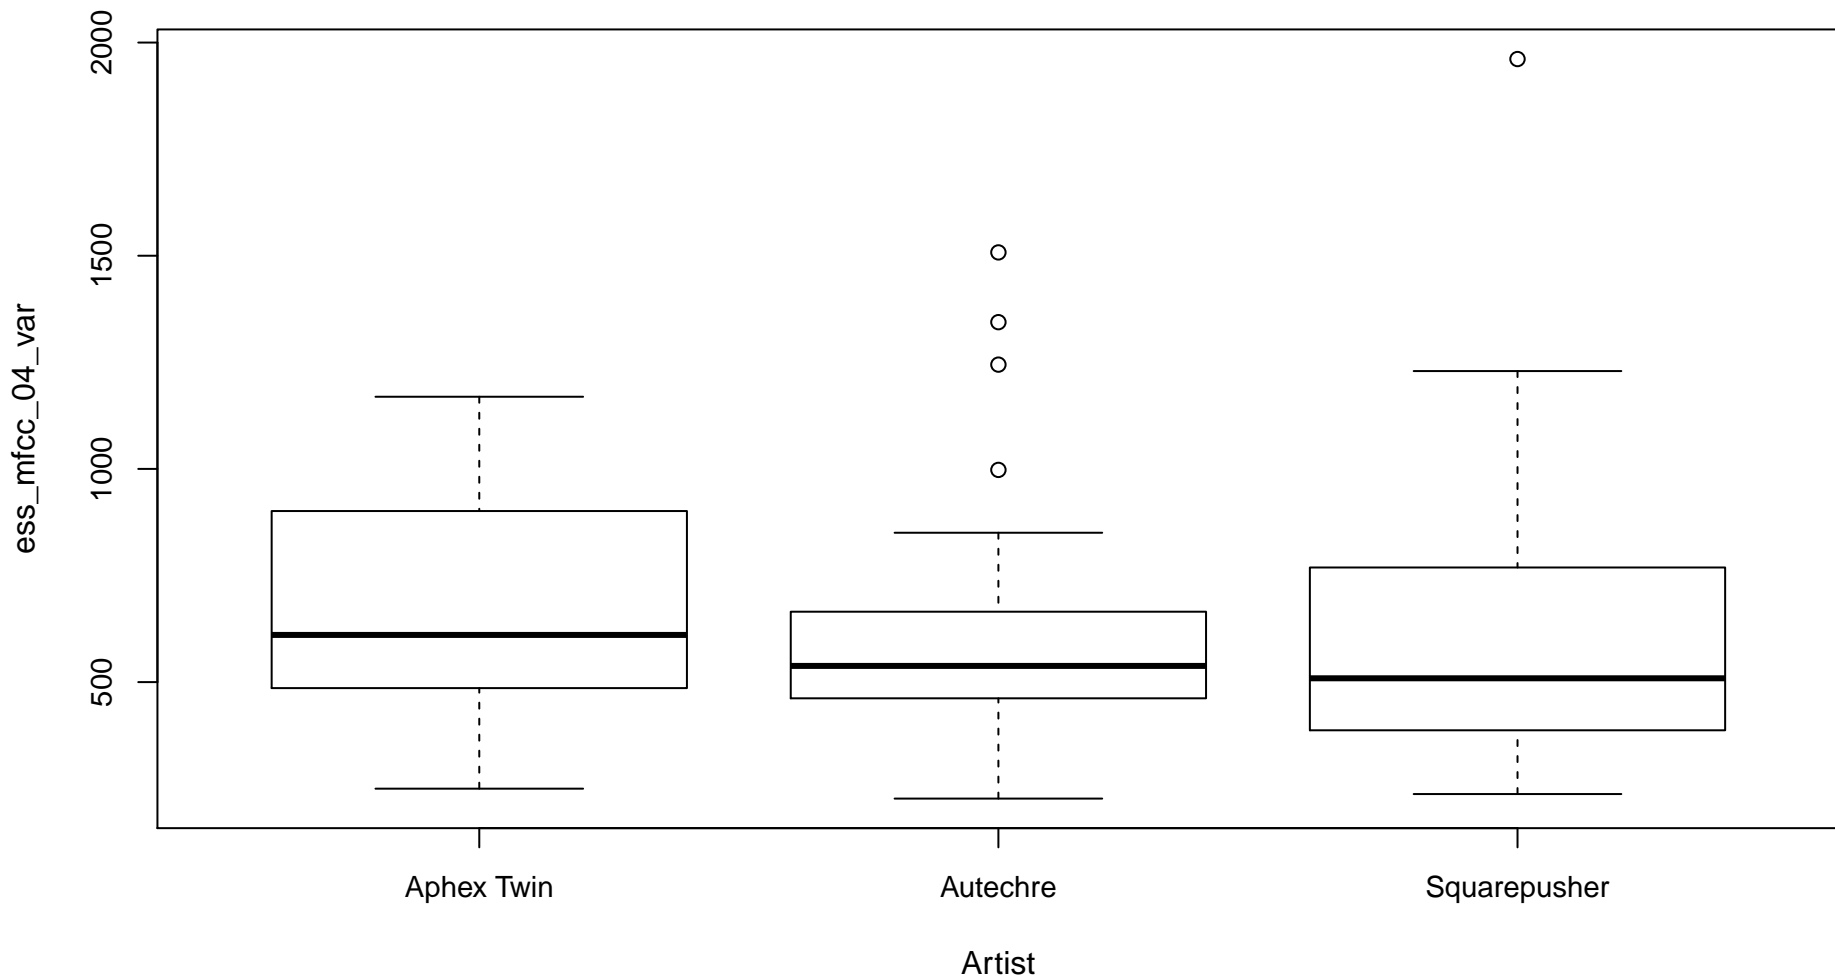 2000
1500
1000
500
ess_mfcc_04_var
Aphex Twin
Autechre
Squarepusher
Artist